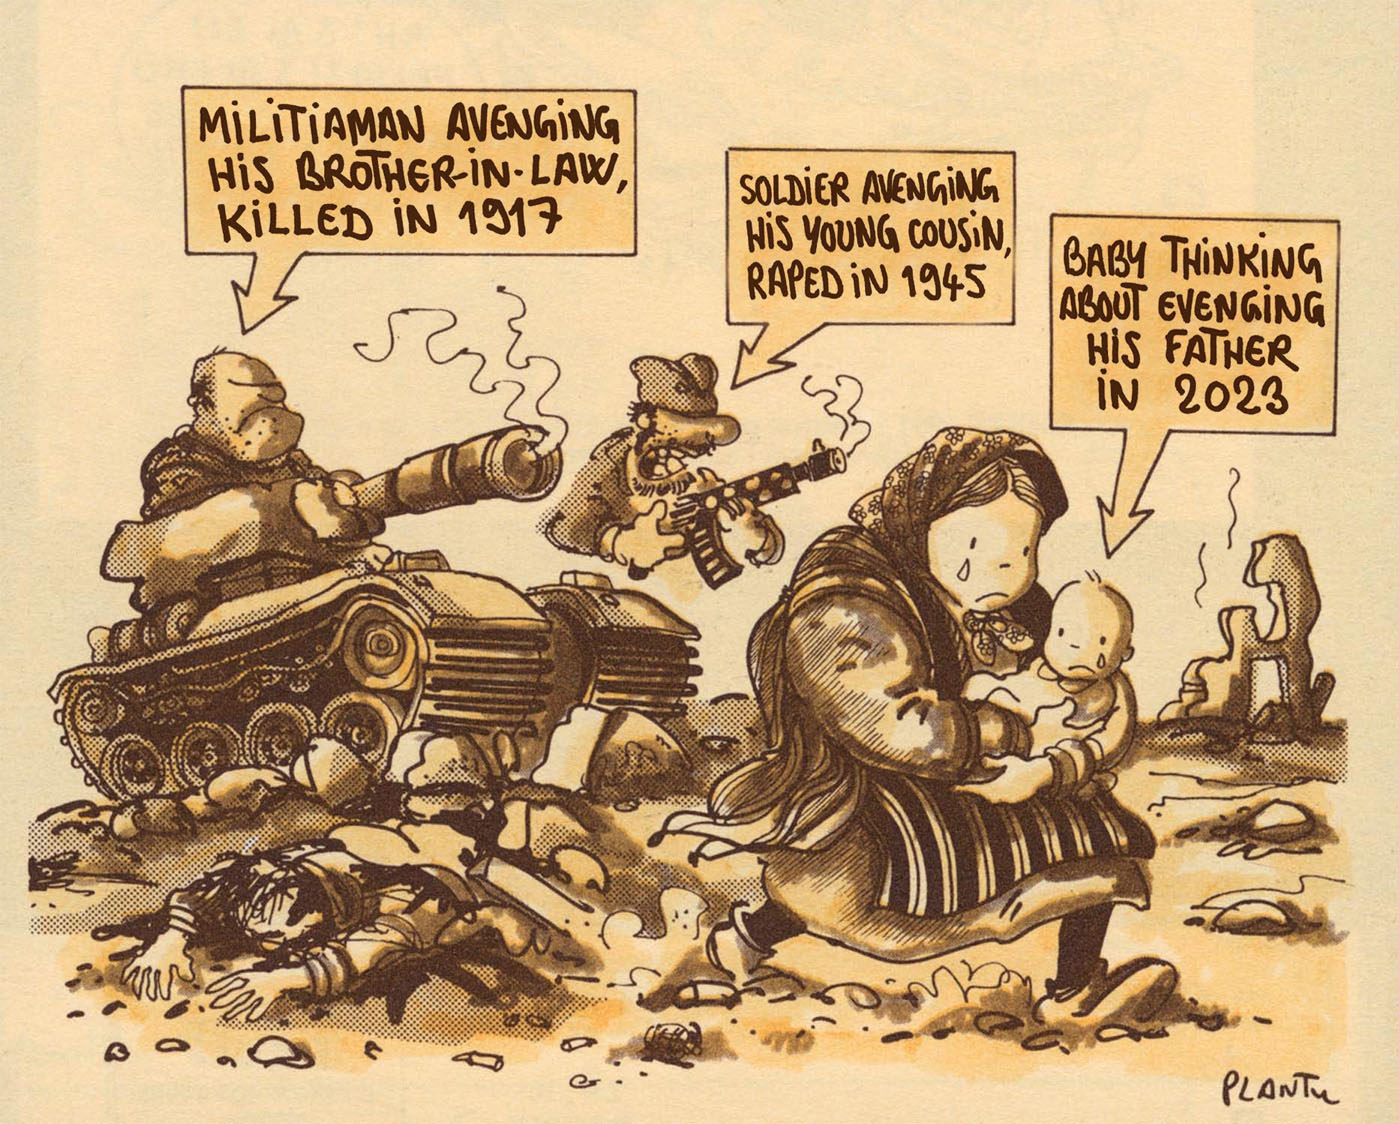 MiLiTiAMAN AVENGiNG
HiS BROTHER-iN-LAW,
KiLLED iN 1917
SOLDiER AVENGiNG
HiS YOUNG COUSiN,
RAPED iN 1945
BABY THiNKiNG
ABOUT EVENGiNG
HiS FATHER
iN 2023
PLANTU